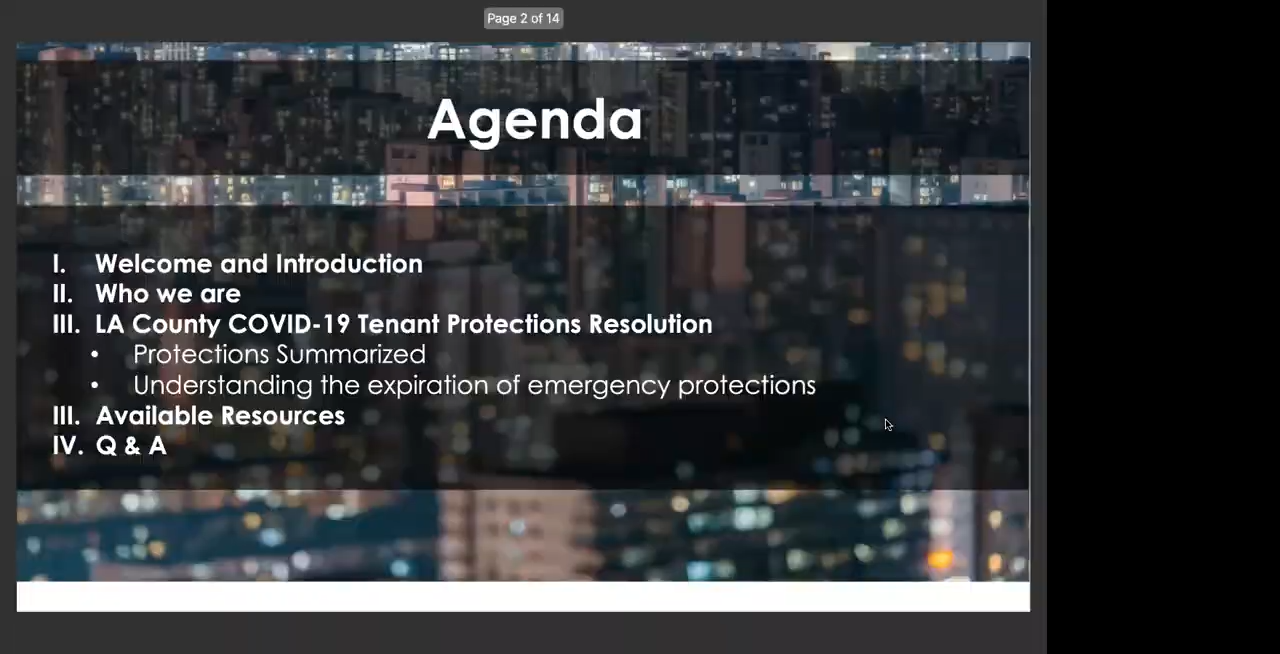 Page 2 of 14
Agenda
I. Welcome and Introduction
II. Who we are
III. LA County COVID-19 Tenant Protections Resolution
• Protections Summarized
• Understanding the expiration of emergency protections
III. Available Resources
IV. Q & A